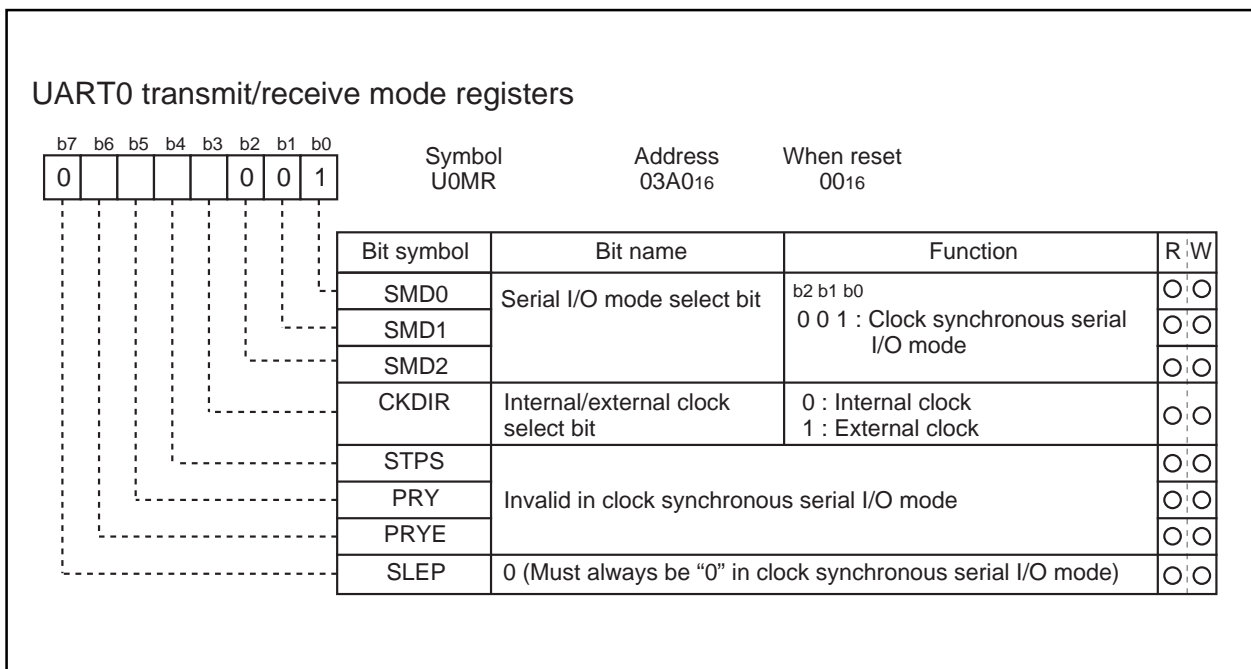 UART0 transmit/receive mode registers
b7 b6 b5 b4 b3 b2 b1 b0
0 0 0 1
Symbol Address When reset
U0MR 03A016 0016
Bit symbol Bit name Function R W
SMD0 Serial I/O mode select bit b2 b1 b0
SMD1 0 0 1 : Clock synchronous serial
I/O mode
SMD2
CKDIR Internal/external clock 0 : Internal clock
select bit 1 : External clock
STPS
PRY Invalid in clock synchronous serial I/O mode
PRYE
SLEP 0 (Must always be “0” in clock synchronous serial I/O mode)